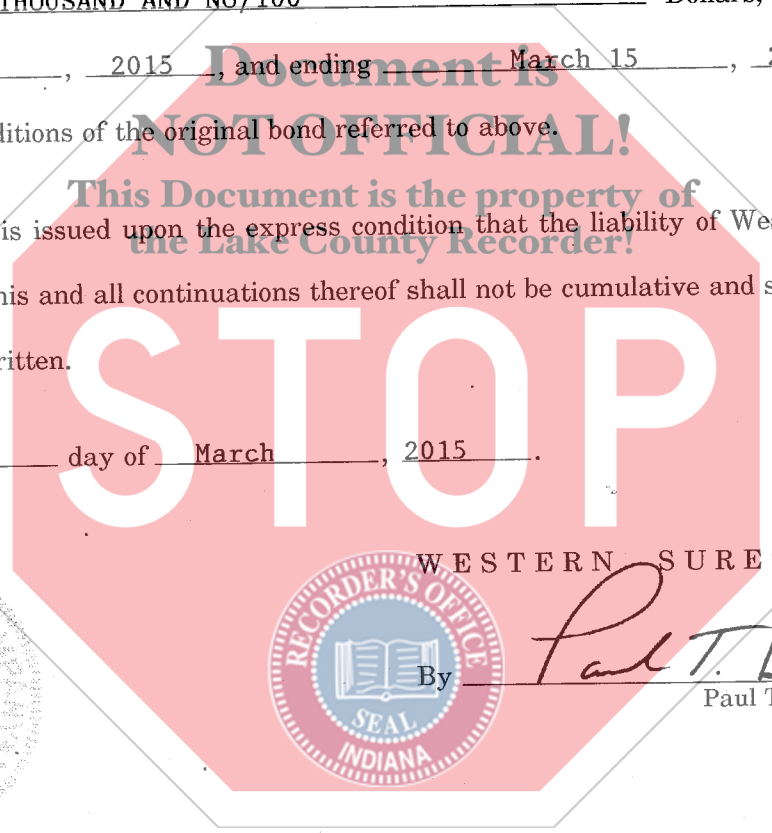 THOUSAND AND NO/100 Dollars,
, 2015 , and ending March 15 ,
Document is
ditions of the original bond referred to above.
NOT OFFICIAL!
This Document is the property of
is issued upon the express condition that the liability of Wes
the Lake County Recorder!
his and all continuations thereof shall not be cumulative and s
STOP
ritten.
day of March , 2015 .
WESTERN SURE
RECORDER'S OFFICE
SEAL
INDIANA
By Paul T.
Paul T